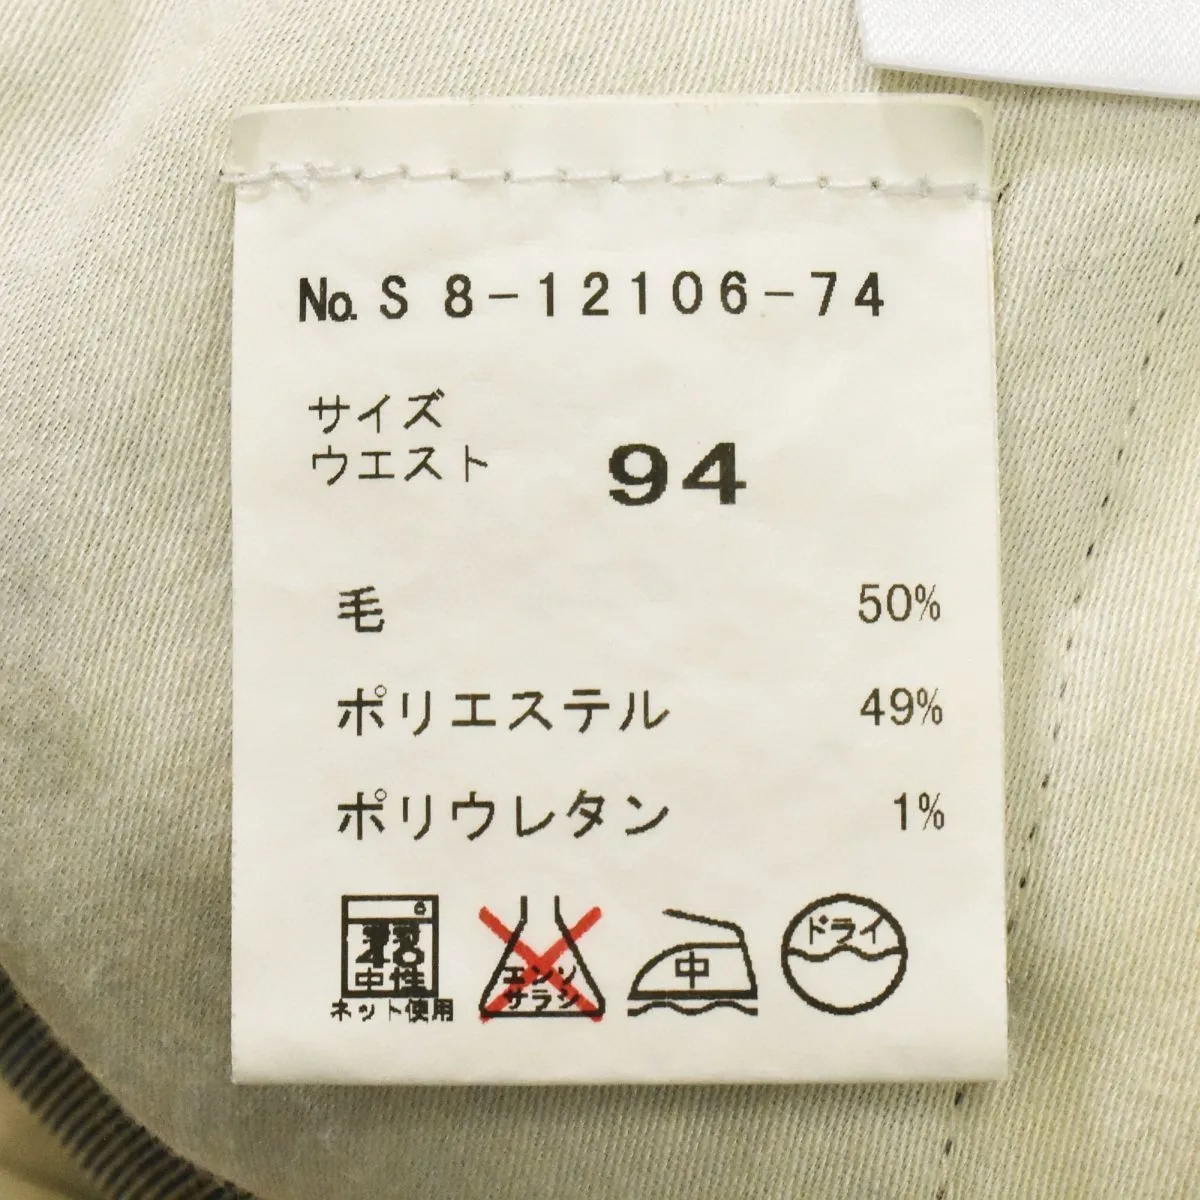 No. S 8-12106-74
サイズ
ウエスト 94
毛 50%
ポリエステル 49%
ポリウレタン 1%
弱
40
中性
ネット使用
エンソ
サラシ
中
ドライ